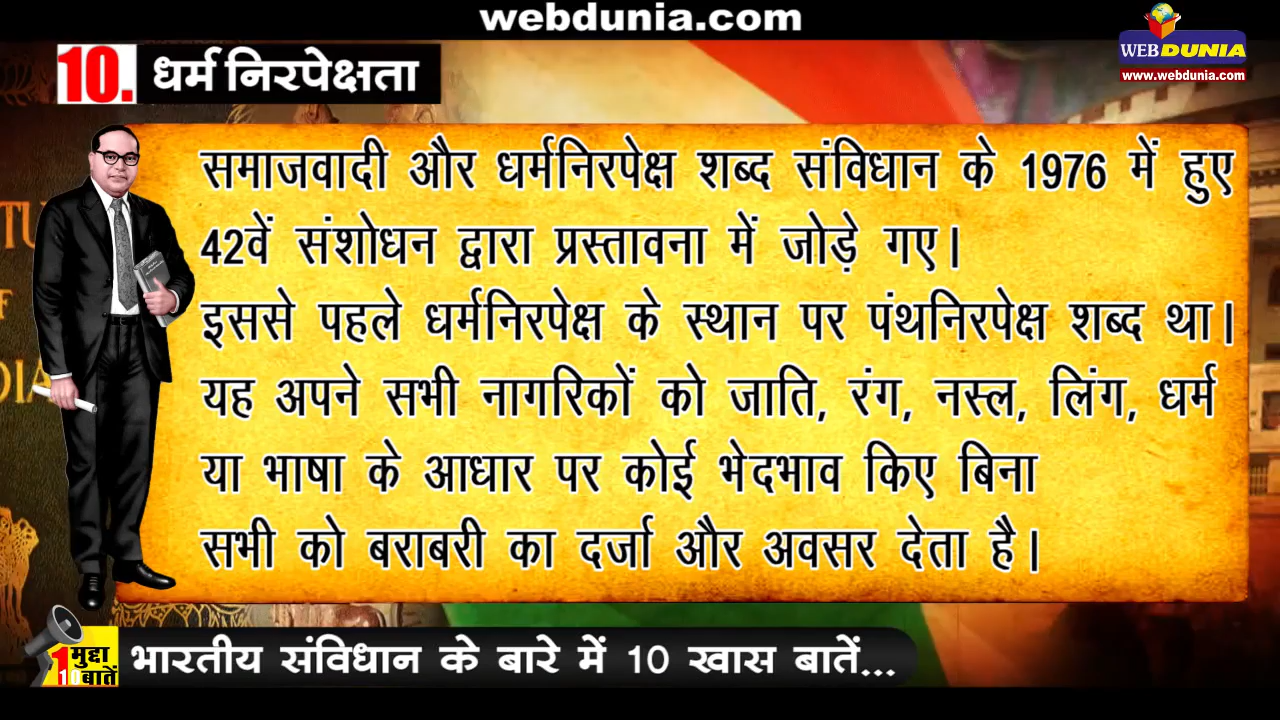 webdunia.com
WEBDUNIA
www.webdunia.com
10. धर्म निरपेक्षता
समाजवादी और धर्मनिरपेक्ष शब्द संविधान के 1976 में हुए
42वें संशोधन द्वारा प्रस्तावना में जोड़े गए।
इससे पहले धर्मनिरपेक्ष के स्थान पर पंथनिरपेक्ष शब्द था।
यह अपने सभी नागरिकों को जाति, रंग, नस्ल, लिंग, धर्म
या भाषा के आधार पर कोई भेदभाव किए बिना
सभी को बराबरी का दर्जा और अवसर देता है।
1 मुद्दा
10 बातें
भारतीय संविधान के बारे में 10 खास बातें...